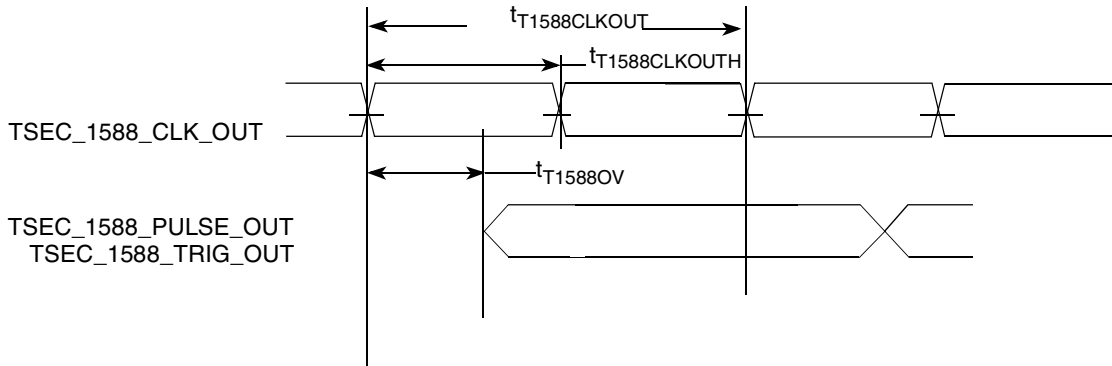 tT1588CLKOUT
tT1588CLKOUTH
TSEC_1588_CLK_OUT
tT1588OV
TSEC_1588_PULSE_OUT
TSEC_1588_TRIG_OUT